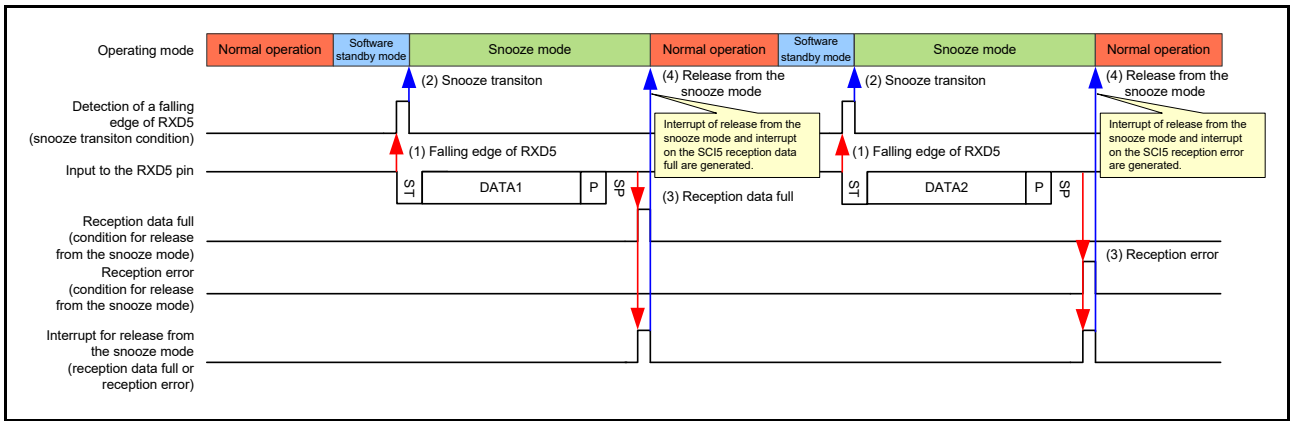 Operating mode
Normal operation
Software
standby mode
Snooze mode
Normal operation
Software
standby mode
Snooze mode
Normal operation
(2) Snooze transiton
(4) Release from the
snooze mode
(2) Snooze transiton
(4) Release from the
snooze mode
Detection of a falling
edge of RXD5
(snooze transiton condition)
Interrupt of release from the
snooze mode and interrupt
on the SCI5 reception data
full are generated.
Interrupt of release from the
snooze mode and interrupt
on the SCI5 reception error
are generated.
(1) Falling edge of RXD5
(1) Falling edge of RXD5
Input to the RXD5 pin
ST
DATA1
P
SP
(3) Reception data full
ST
DATA2
P
SP
Reception data full
(condition for release
from the snooze mode)
(3) Reception error
Reception error
(condition for release
from the snooze mode)
Interrupt for release from
the snooze mode
(reception data full or
reception error)